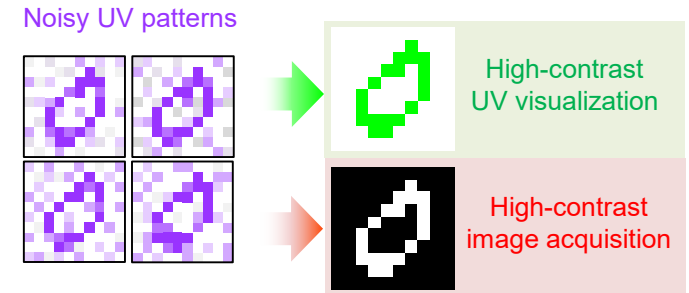 Noisy UV patterns
High-contrast
UV visualization
High-contrast
image acquisition